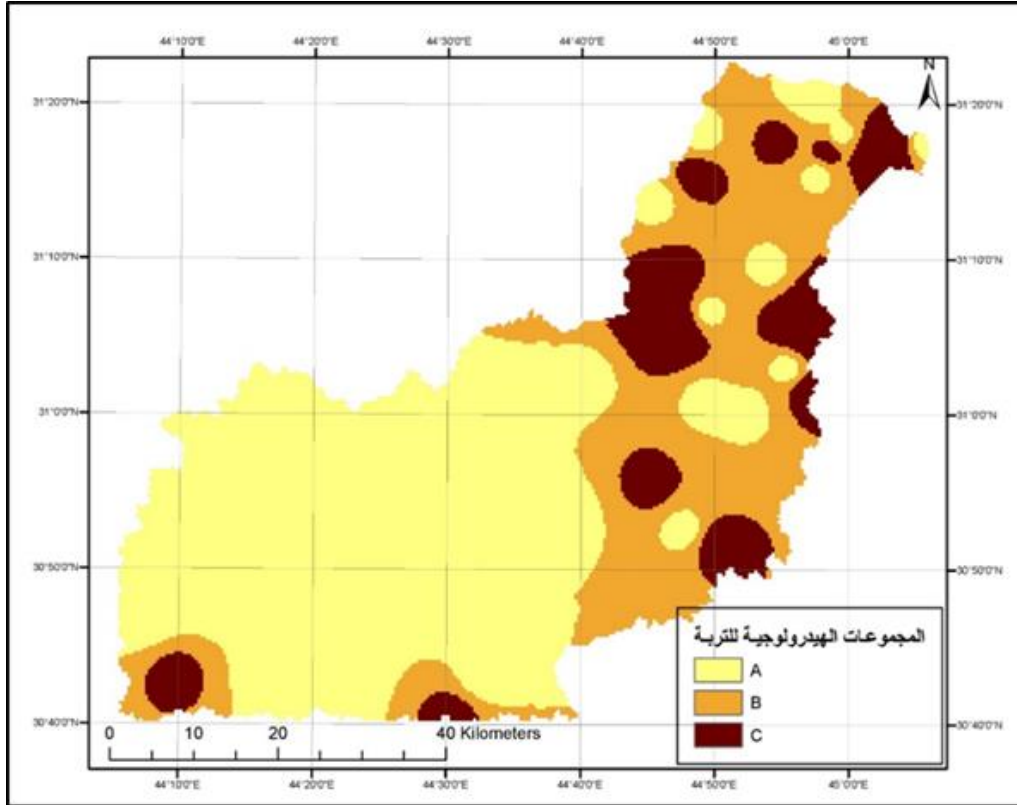 44°10'0"E 44°20'0"E 44°30'0"E 44°40'0"E 44°50'0"E 45°0'0"E
N
31°20'0"N 31°20'0"N
31°10'0"N 31°10'0"N
31°0'0"N 31°0'0"N
30°50'0"N 30°50'0"N
المجموعات الهيدرولوجية للتربة
A
B
C
30°40'0"N 30°40'0"N
0 10 20 40 Kilometers
44°10'0"E 44°20'0"E 44°30'0"E 44°40'0"E 44°50'0"E 45°0'0"E